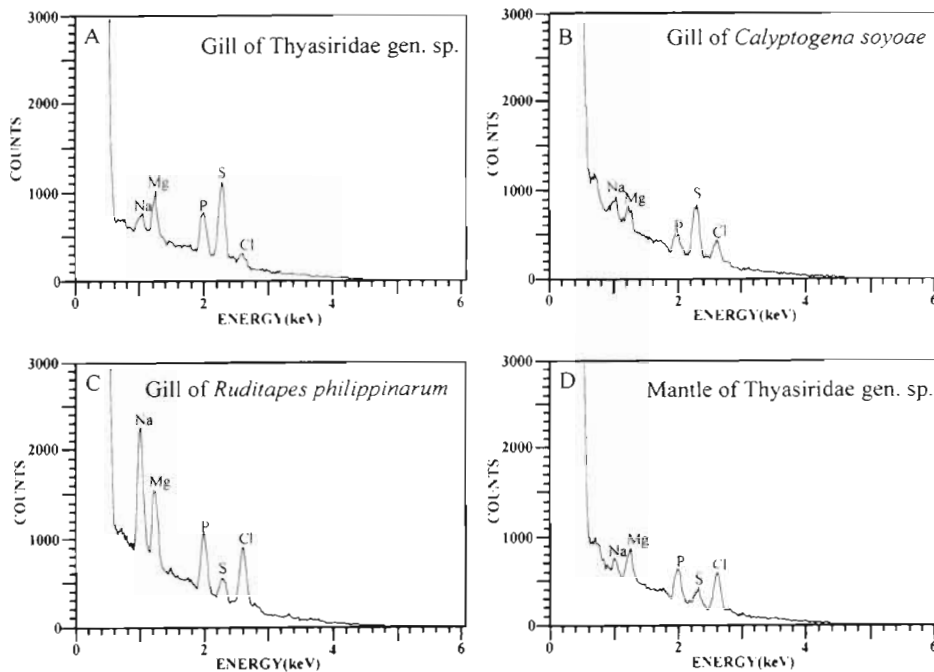 A
Gill of Thyasiridae gen. sp.
3000
2000
1000
0
COUNTS
Na
Mg
P
S
Cl
0
2
4
6
ENERGY(keV)
B
Gill of Calyptogena soyoae
3000
2000
1000
0
COUNTS
Na
Mg
P
S
Cl
0
2
4
6
ENERGY(keV)
C
Gill of Ruditapes philippinarum
3000
2000
1000
0
COUNTS
Na
Mg
P
S
Cl
0
2
4
6
ENERGY(keV)
D
Mantle of Thyasiridae gen. sp.
3000
2000
1000
0
COUNTS
Na
Mg
P
S
Cl
0
2
4
6
ENERGY(keV)